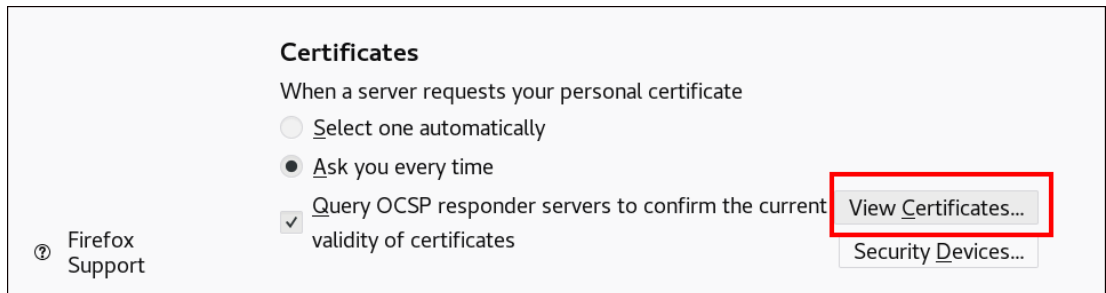 Certificates
When a server requests your personal certificate
Select one automatically
Ask you every time
Query OCSP responder servers to confirm the current
validity of certificates
View Certificates...
Security Devices...
Firefox
Support